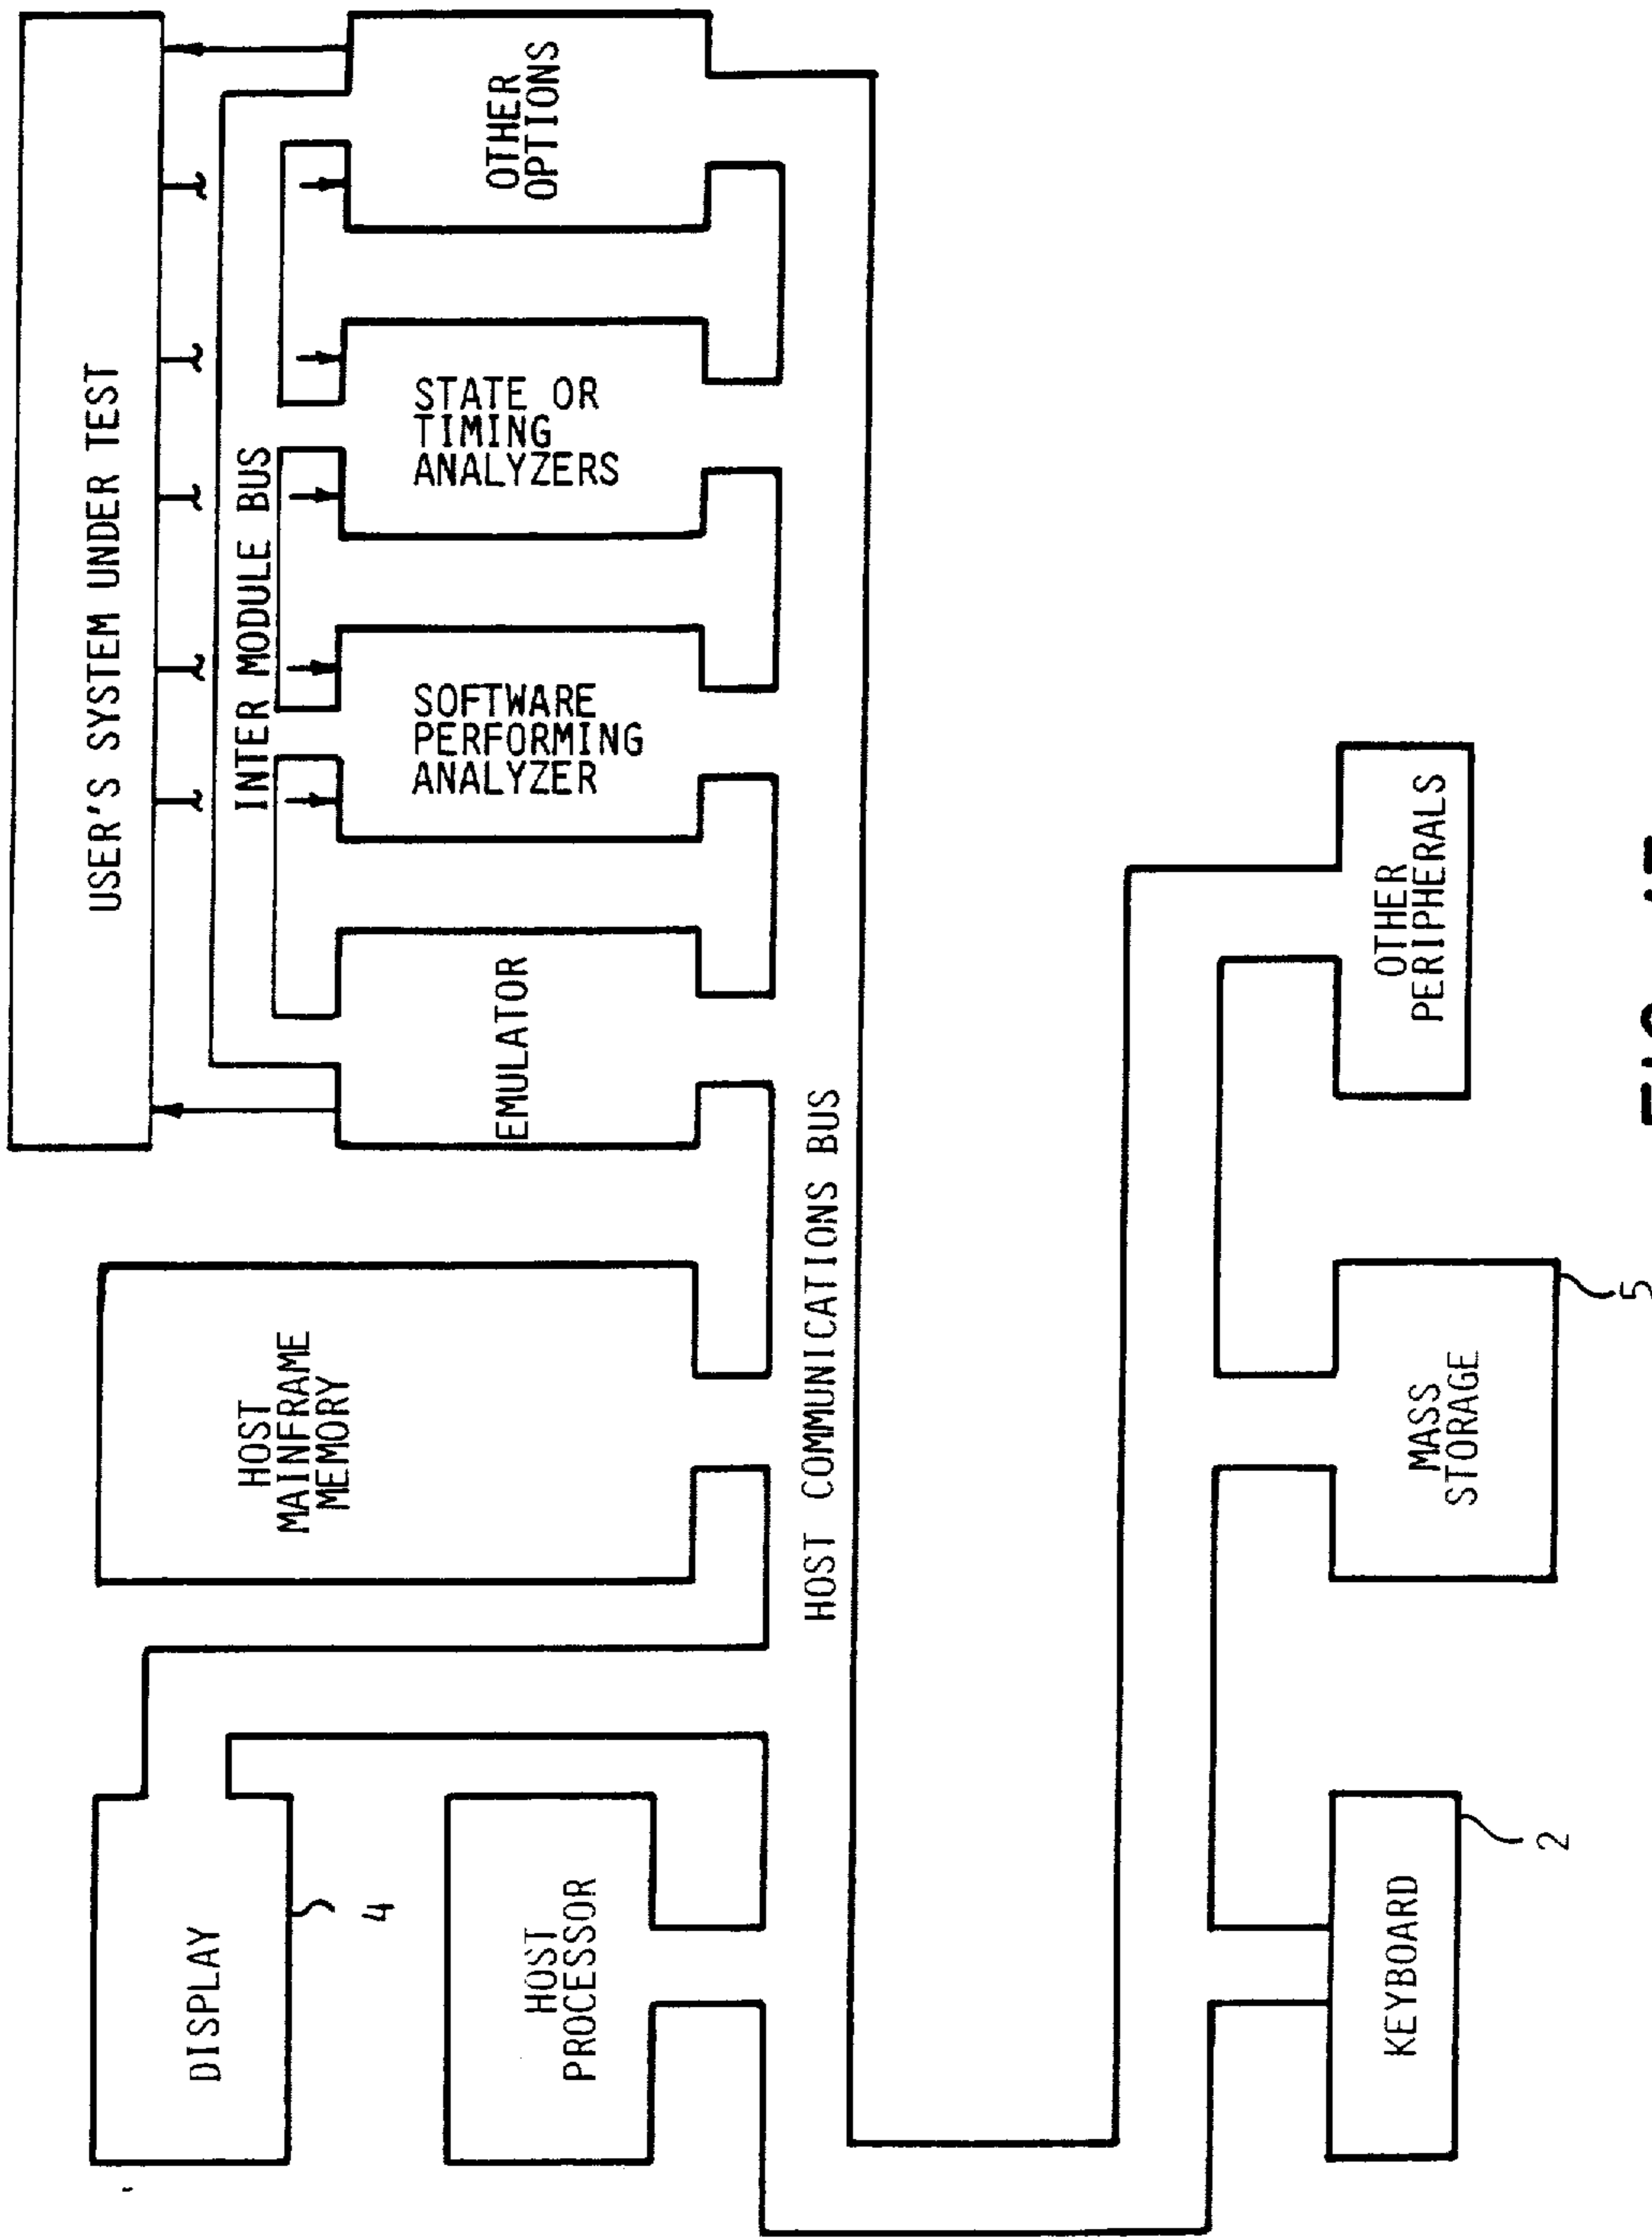 USER'S SYSTEM UNDER TEST
INTER MODULE BUS
DISPLAY
4
HOST
PROCESSOR
HOST
MAINFRAME
MEMORY
EMULATOR
SOFTWARE
PERFORMING
ANALYZER
STATE OR
TIMING
ANALYZERS
OTHER
OPTIONS
HOST COMMUNICATIONS BUS
KEYBOARD
2
MASS
STORAGE
5
OTHER
PERIPHERALS